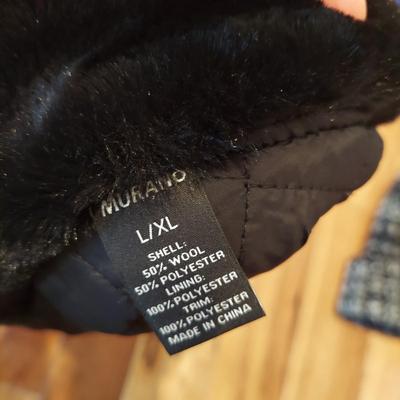 MURANO
L/XL
SHELL:
50% WOOL
50% POLYESTER
LINING:
100% POLYESTER
TRIM:
100% POLYESTER
MADE IN CHINA